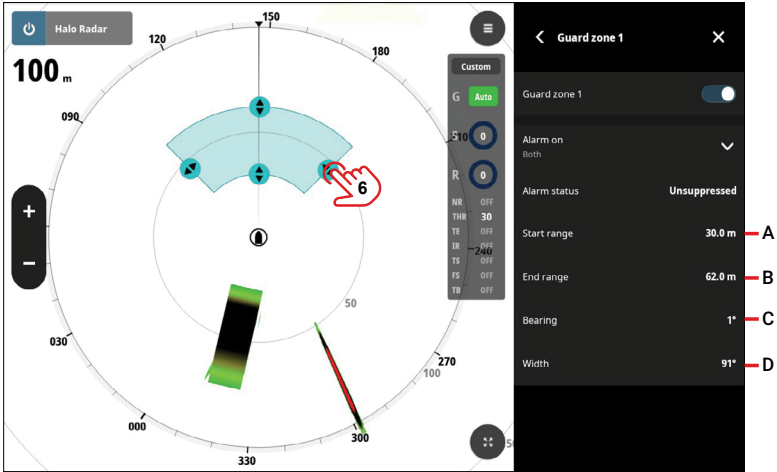 Halo Radar
100 m
150
120
180
090
210
240
270
300
330
000
030
50
100
50
+
−
6
Custom
G Auto
S 0
R 0
NR OFF
THR 30
TE OFF
IR OFF
TS OFF
FS OFF
TB OFF
Guard zone 1
Guard zone 1
Alarm on
Both
Alarm status Unsuppressed
Start range 30.0 m A
End range 62.0 m B
Bearing 1° C
Width 91° D